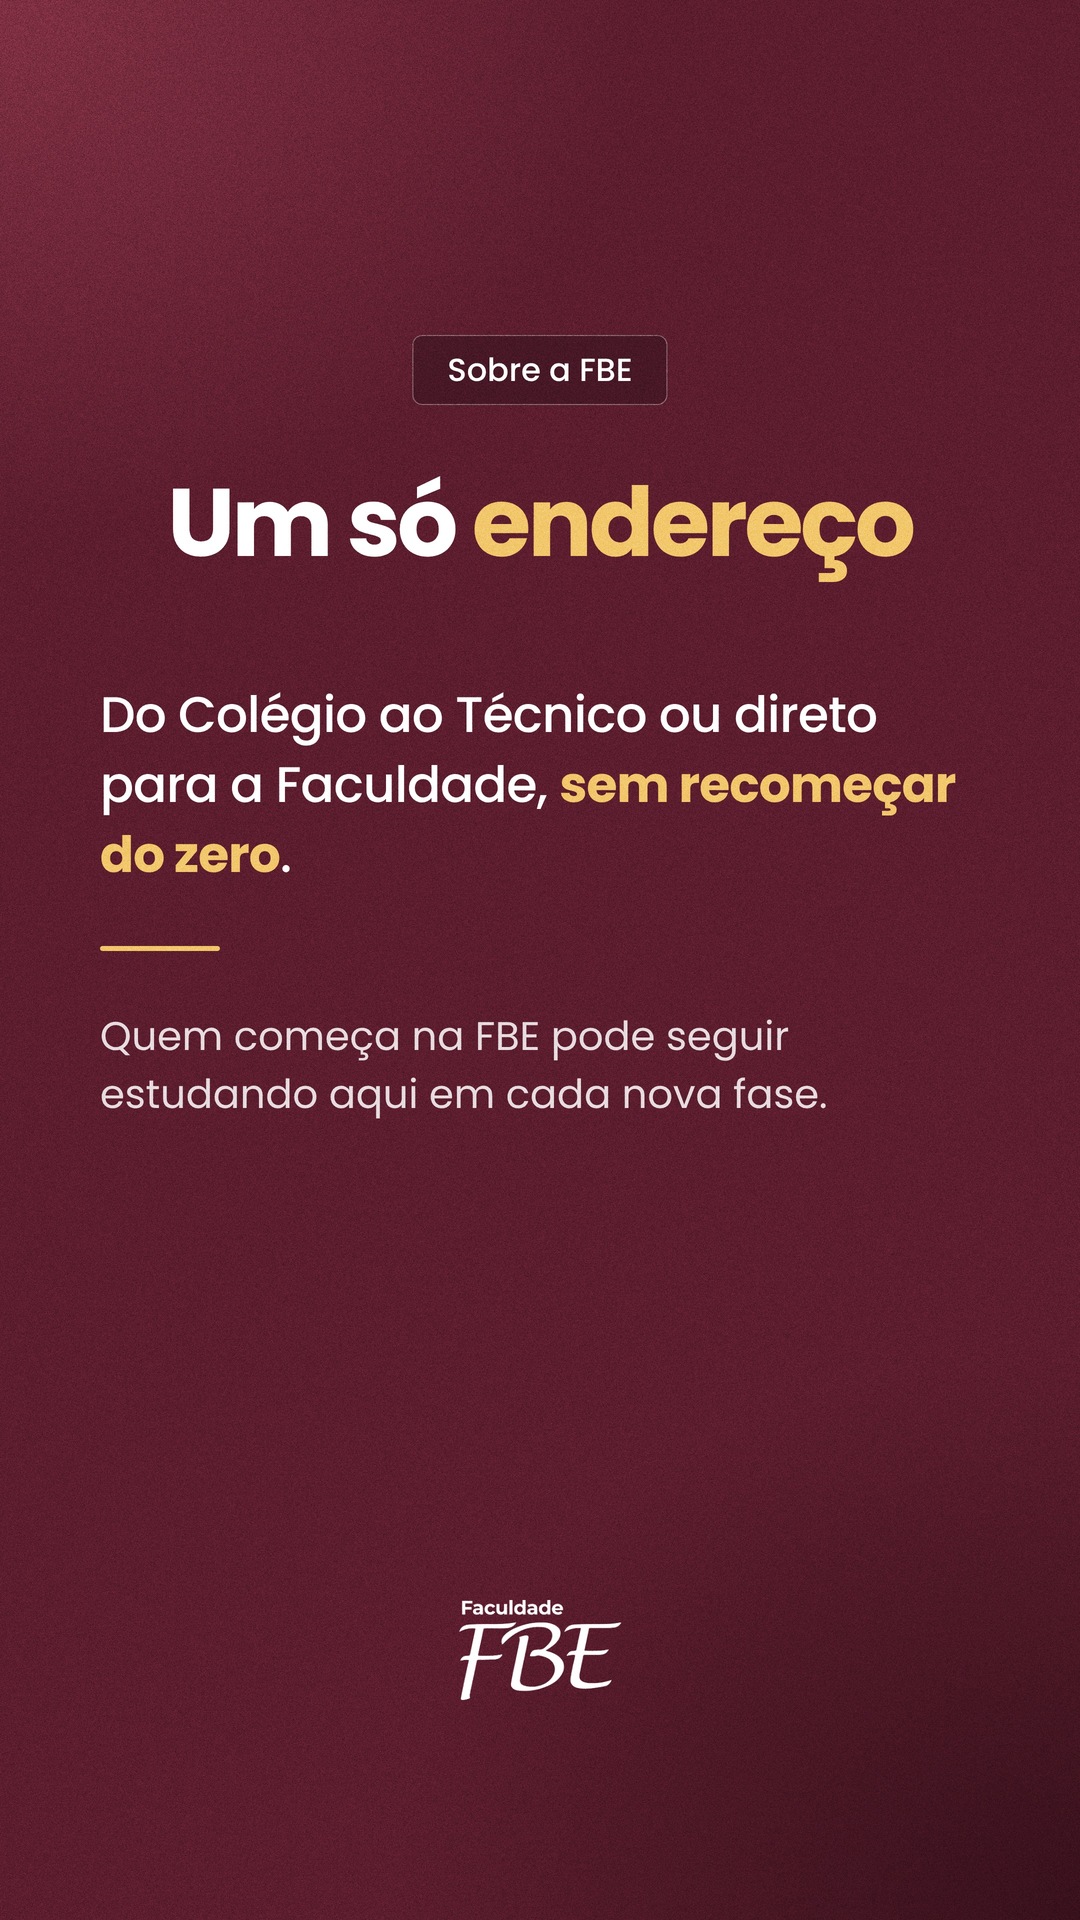 Sobre a FBE
Um só endereço
Do Colégio ao Técnico ou direto
para a Faculdade, sem recomeçar
do zero.
Quem começa na FBE pode seguir
estudando aqui em cada nova fase.
Faculdade
FBE